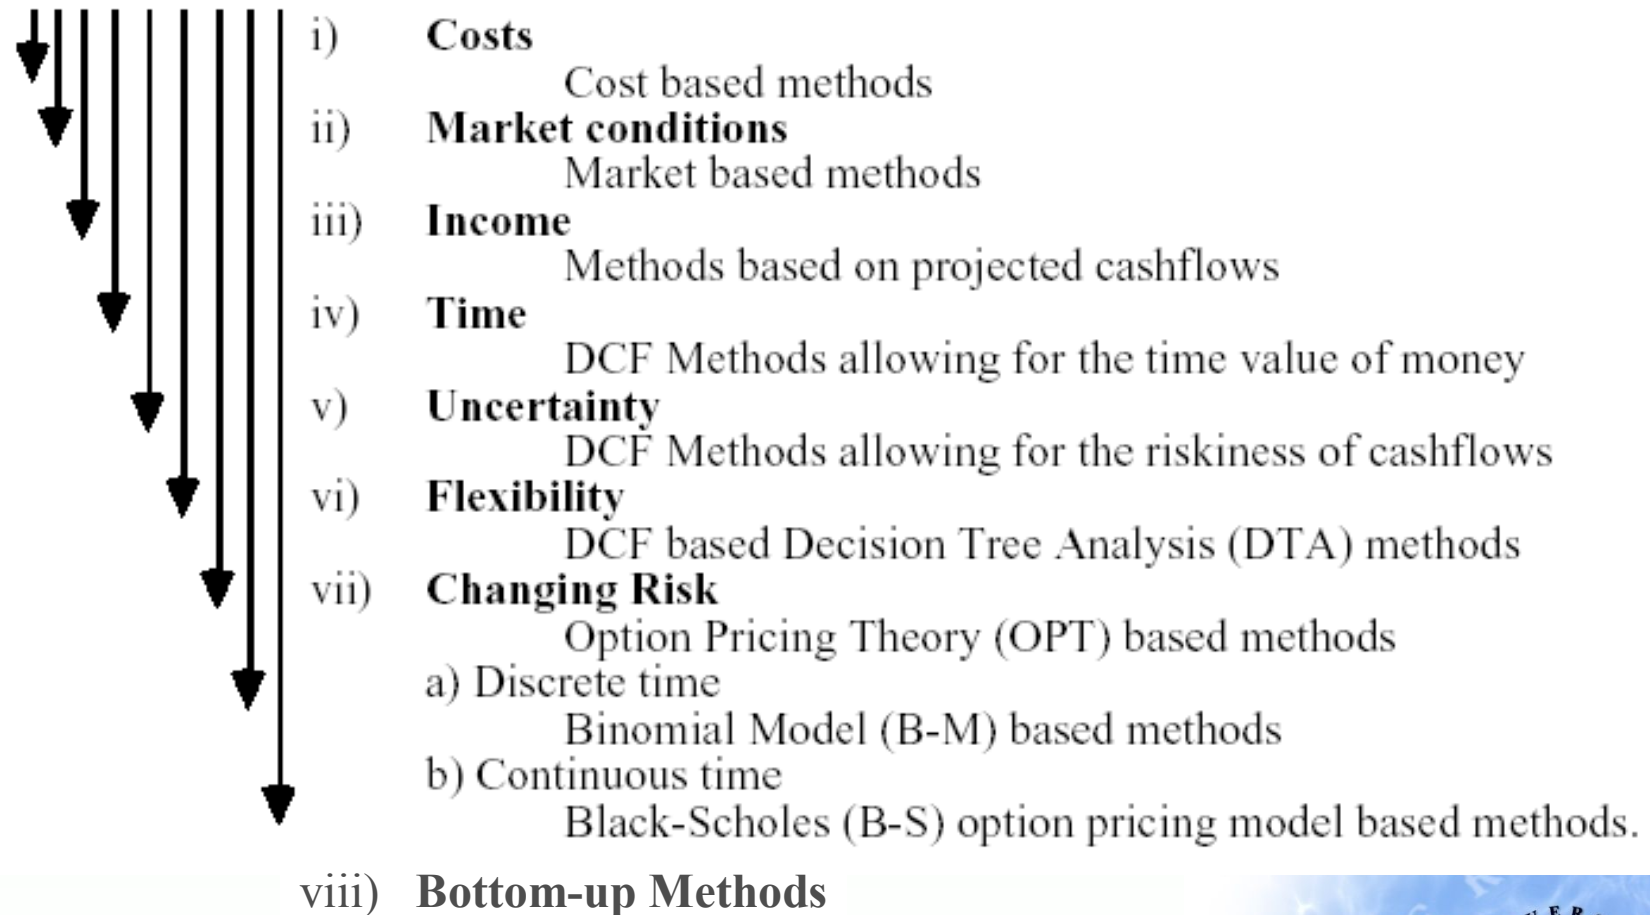 i) Costs
Cost based methods
ii) Market conditions
Market based methods
iii) Income
Methods based on projected cashflows
iv) Time
DCF Methods allowing for the time value of money
v) Uncertainty
DCF Methods allowing for the riskiness of cashflows
vi) Flexibility
DCF based Decision Tree Analysis (DTA) methods
vii) Changing Risk
Option Pricing Theory (OPT) based methods
a) Discrete time
Binomial Model (B-M) based methods
b) Continuous time
Black-Scholes (B-S) option pricing model based methods.
viii) Bottom-up Methods